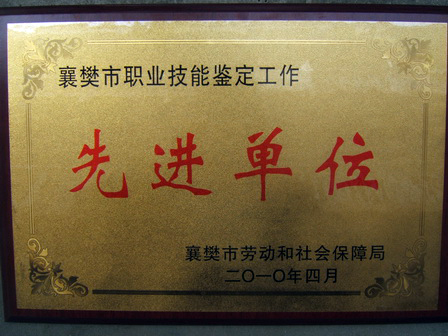 襄樊市职业技能鉴定工作
先进单位
襄樊市劳动和社会保障局
二〇一〇年四月